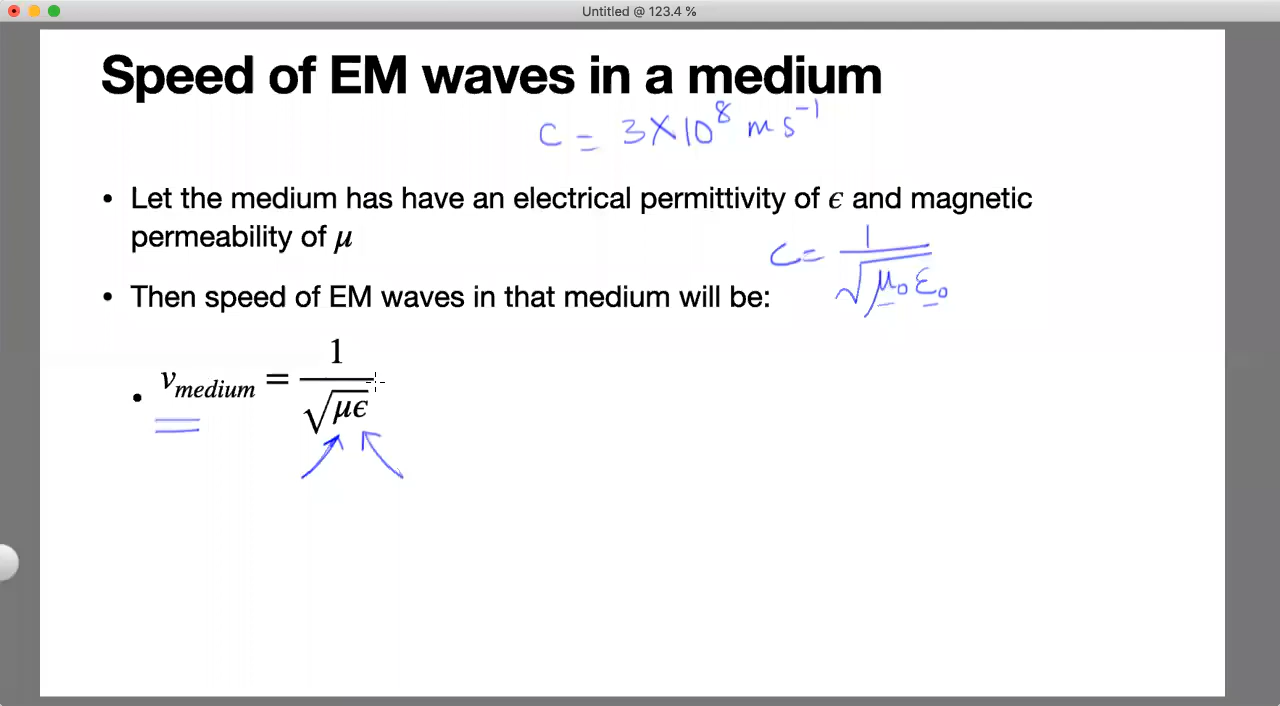 Untitled @ 123.4 %
Speed of EM waves in a medium
c = 3×10⁸ m s⁻¹
• Let the medium has have an electrical permittivity of ϵ and magnetic
permeability of μ
c = 1/√μ₀ε₀
• Then speed of EM waves in that medium will be:
• v_medium = 1/√μϵ